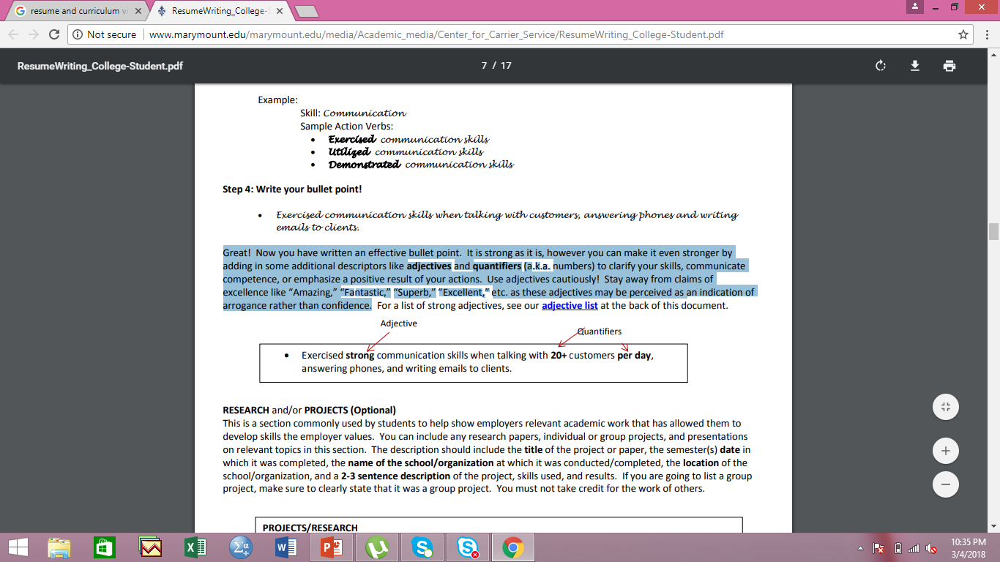 resume and curriculum vi
ResumeWriting_College-S
Not secure | www.marymount.edu/marymount.edu/media/Academic_media/Center_for_Carrier_Service/ResumeWriting_College-Student.pdf
ResumeWriting_College-Student.pdf
7 / 17
Example:
Skill: Communication
Sample Action Verbs:
• Exercised communication skills
• Utilized communication skills
• Demonstrated communication skills
Step 4: Write your bullet point!
• Exercised communication skills when talking with customers, answering phones and writing
emails to clients.
Great! Now you have written an effective bullet point. It is strong as it is, however you can make it even stronger by
adding in some additional descriptors like adjectives and quantifiers (a.k.a. numbers) to clarify your skills, communicate
competence, or emphasize a positive result of your actions. Use adjectives cautiously! Stay away from claims of
excellence like “Amazing,” “Fantastic,” “Superb,” “Excellent,” etc. as these adjectives may be perceived as an indication of
arrogance rather than confidence. For a list of strong adjectives, see our adjective list at the back of this document.
Adjective
Quantifiers
• Exercised strong communication skills when talking with 20+ customers per day,
answering phones, and writing emails to clients.
RESEARCH and/or PROJECTS (Optional)
This is a section commonly used by students to help show employers relevant academic work that has allowed them to
develop skills the employer values. You can include any research papers, individual or group projects, and presentations
on relevant topics in this section. The description should include the title of the project or paper, the semester(s) date in
which it was completed, the name of the school/organization at which it was conducted/completed, the location of the
school/organization, and a 2-3 sentence description of the project, skills used, and results. If you are going to list a group
project, make sure to clearly state that it was a group project. You must not take credit for the work of others.
PROJECTS/RESEARCH
10:35 PM
3/4/2018